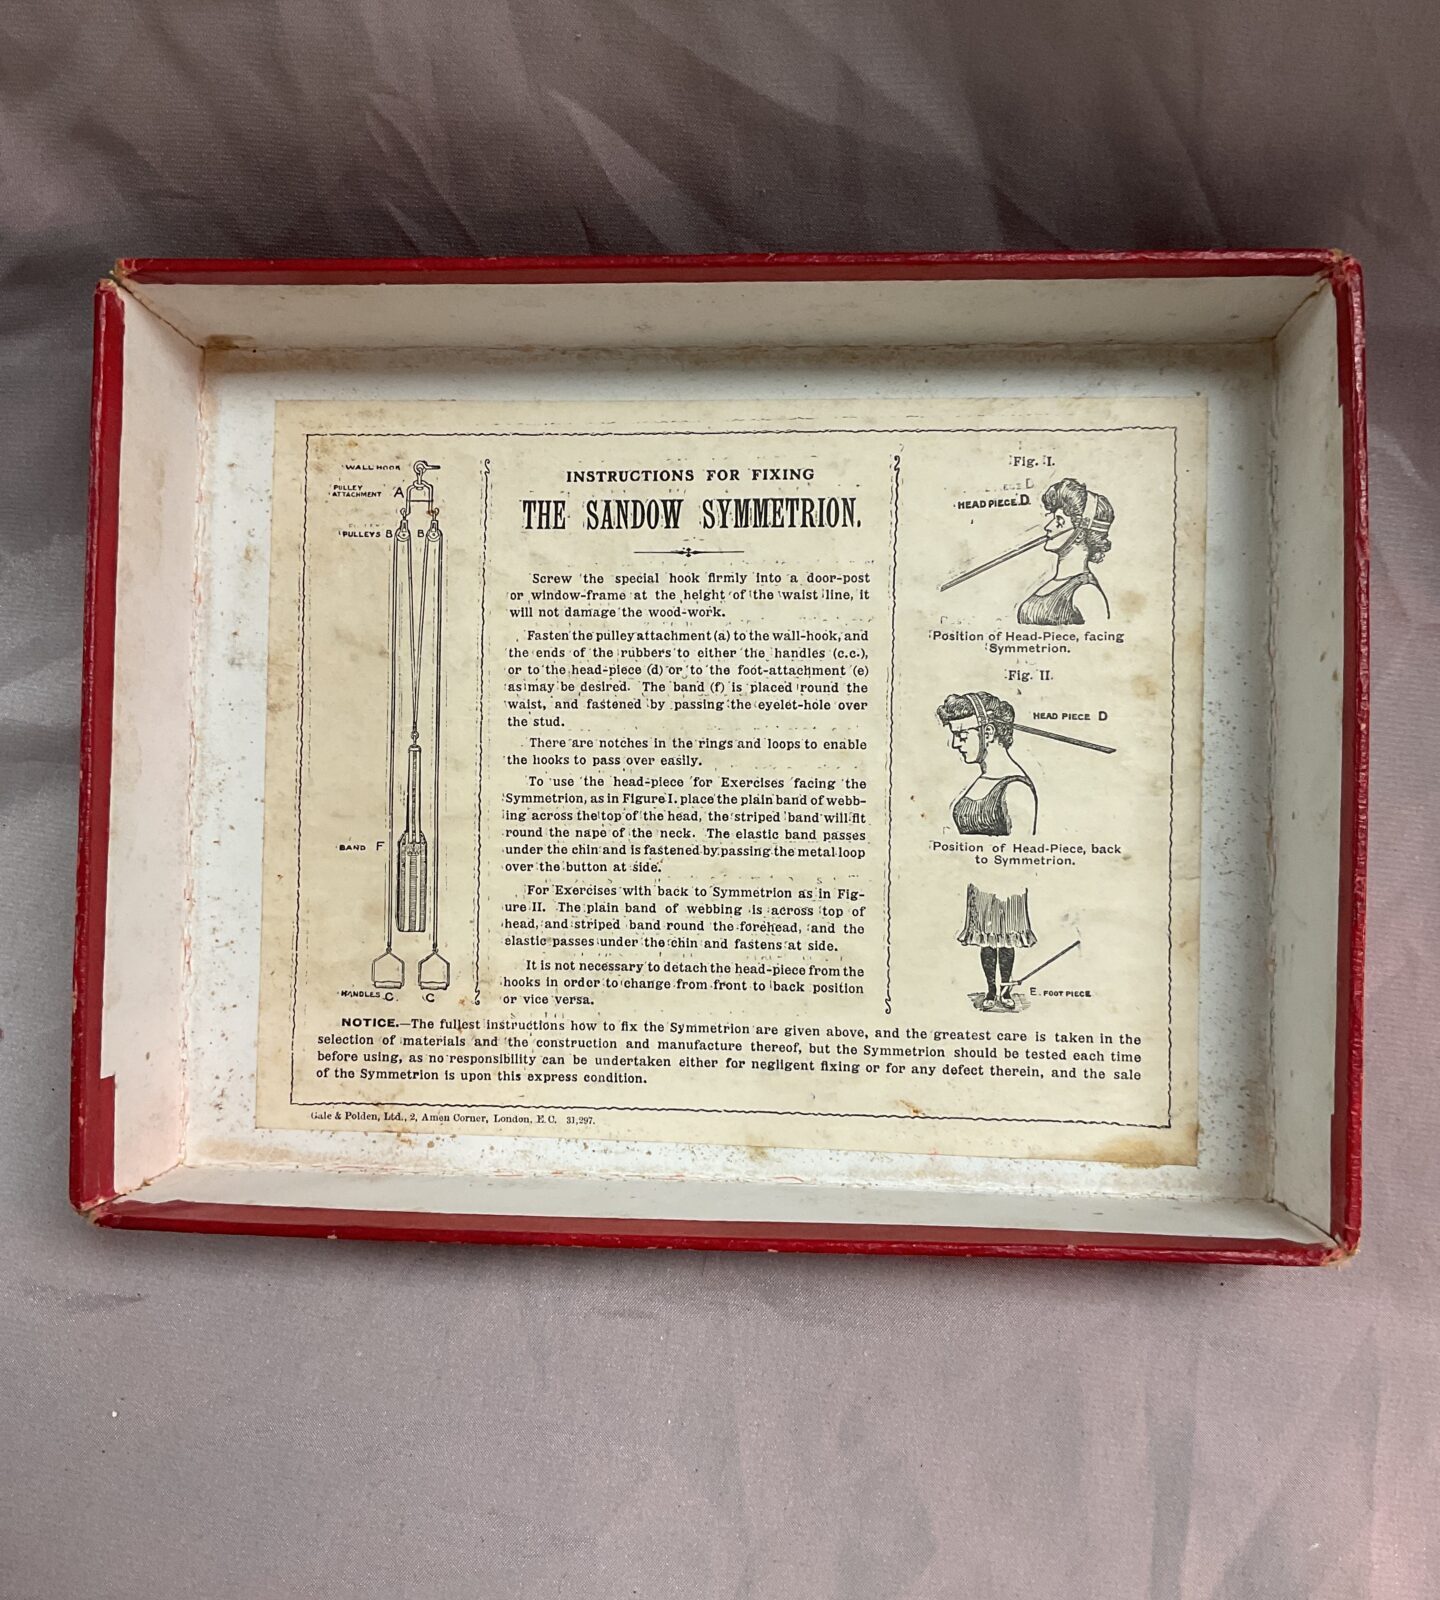 WALL HOOK
PULLEY
ATTACHMENT A
PULLEYS B B
BAND F
HANDLES C. C
INSTRUCTIONS FOR FIXING
THE SANDOW SYMMETRION.
Screw the special hook firmly into a door-post
or window-frame at the height of the waist line, it
will not damage the wood-work.
Fasten the pulley attachment (a) to the wall-hook, and
the ends of the rubbers to either the handles (c.c.),
or to the head-piece (d) or to the foot-attachment (e)
as may be desired. The band (f) is placed round the
waist, and fastened by passing the eyelet-hole over
the stud.
There are notches in the rings and loops to enable
the hooks to pass over easily.
To use the head-piece for Exercises facing the
Symmetrion, as in Figure I. place the plain band of webb-
ing across the top of the head, the striped band will fit
round the nape of the neck. The elastic band passes
under the chin and is fastened by passing the metal loop
over the button at side.
For Exercises with back to Symmetrion as in Fig-
ure II. The plain band of webbing is across top of
head, and striped band round the forehead, and the
elastic passes under the chin and fastens at side.
It is not necessary to detach the head-piece from the
hooks in order to change from front to back position
or vice versa.
Fig. I.
HEAD PIECE D.
Position of Head-Piece, facing
Symmetrion.
Fig. II.
HEAD PIECE D
Position of Head-Piece, back
to Symmetrion.
E. FOOT PIECE
NOTICE.—The fullest instructions how to fix the Symmetrion are given above, and the greatest care is taken in the
selection of materials and the construction and manufacture thereof, but the Symmetrion should be tested each time
before using, as no responsibility can be undertaken either for negligent fixing or for any defect therein, and the sale
of the Symmetrion is upon this express condition.
Gale & Polden, Ltd., 2, Amen Corner, London, E.C. 31,297.